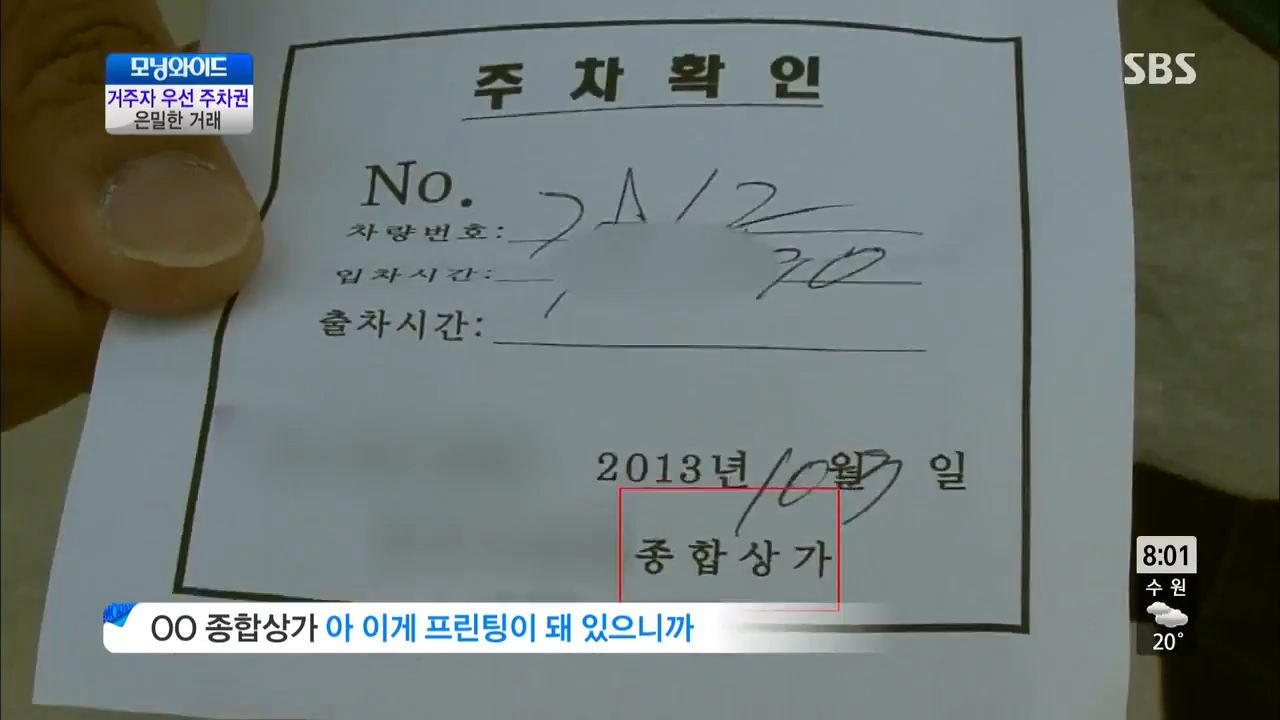 모닝와이드
거주자 우선 주차권
은밀한 거래
SBS
주차확인
No.
차량번호:
입차시간: 30
출차시간:
2013년 10월 3일
종합상가
8:01
수원
20°
OO 종합상가 아 이게 프린팅이 돼 있으니까